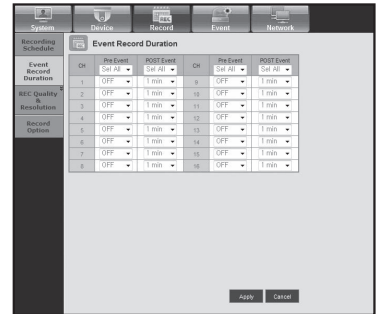 System Device Record Event Network
REC
Recording
Schedule
Event
Record
Duration
REC Quality
&
Resolution
Record
Option
Event Record Duration
CH Pre Event POST Event CH Pre Event POST Event
Sel All Sel All Sel All Sel All
1 OFF 1 min 9 OFF 1 min
2 OFF 1 min 10 OFF 1 min
3 OFF 1 min 11 OFF 1 min
4 OFF 1 min 12 OFF 1 min
5 OFF 1 min 13 OFF 1 min
6 OFF 1 min 14 OFF 1 min
7 OFF 1 min 15 OFF 1 min
8 OFF 1 min 16 OFF 1 min
Apply Cancel